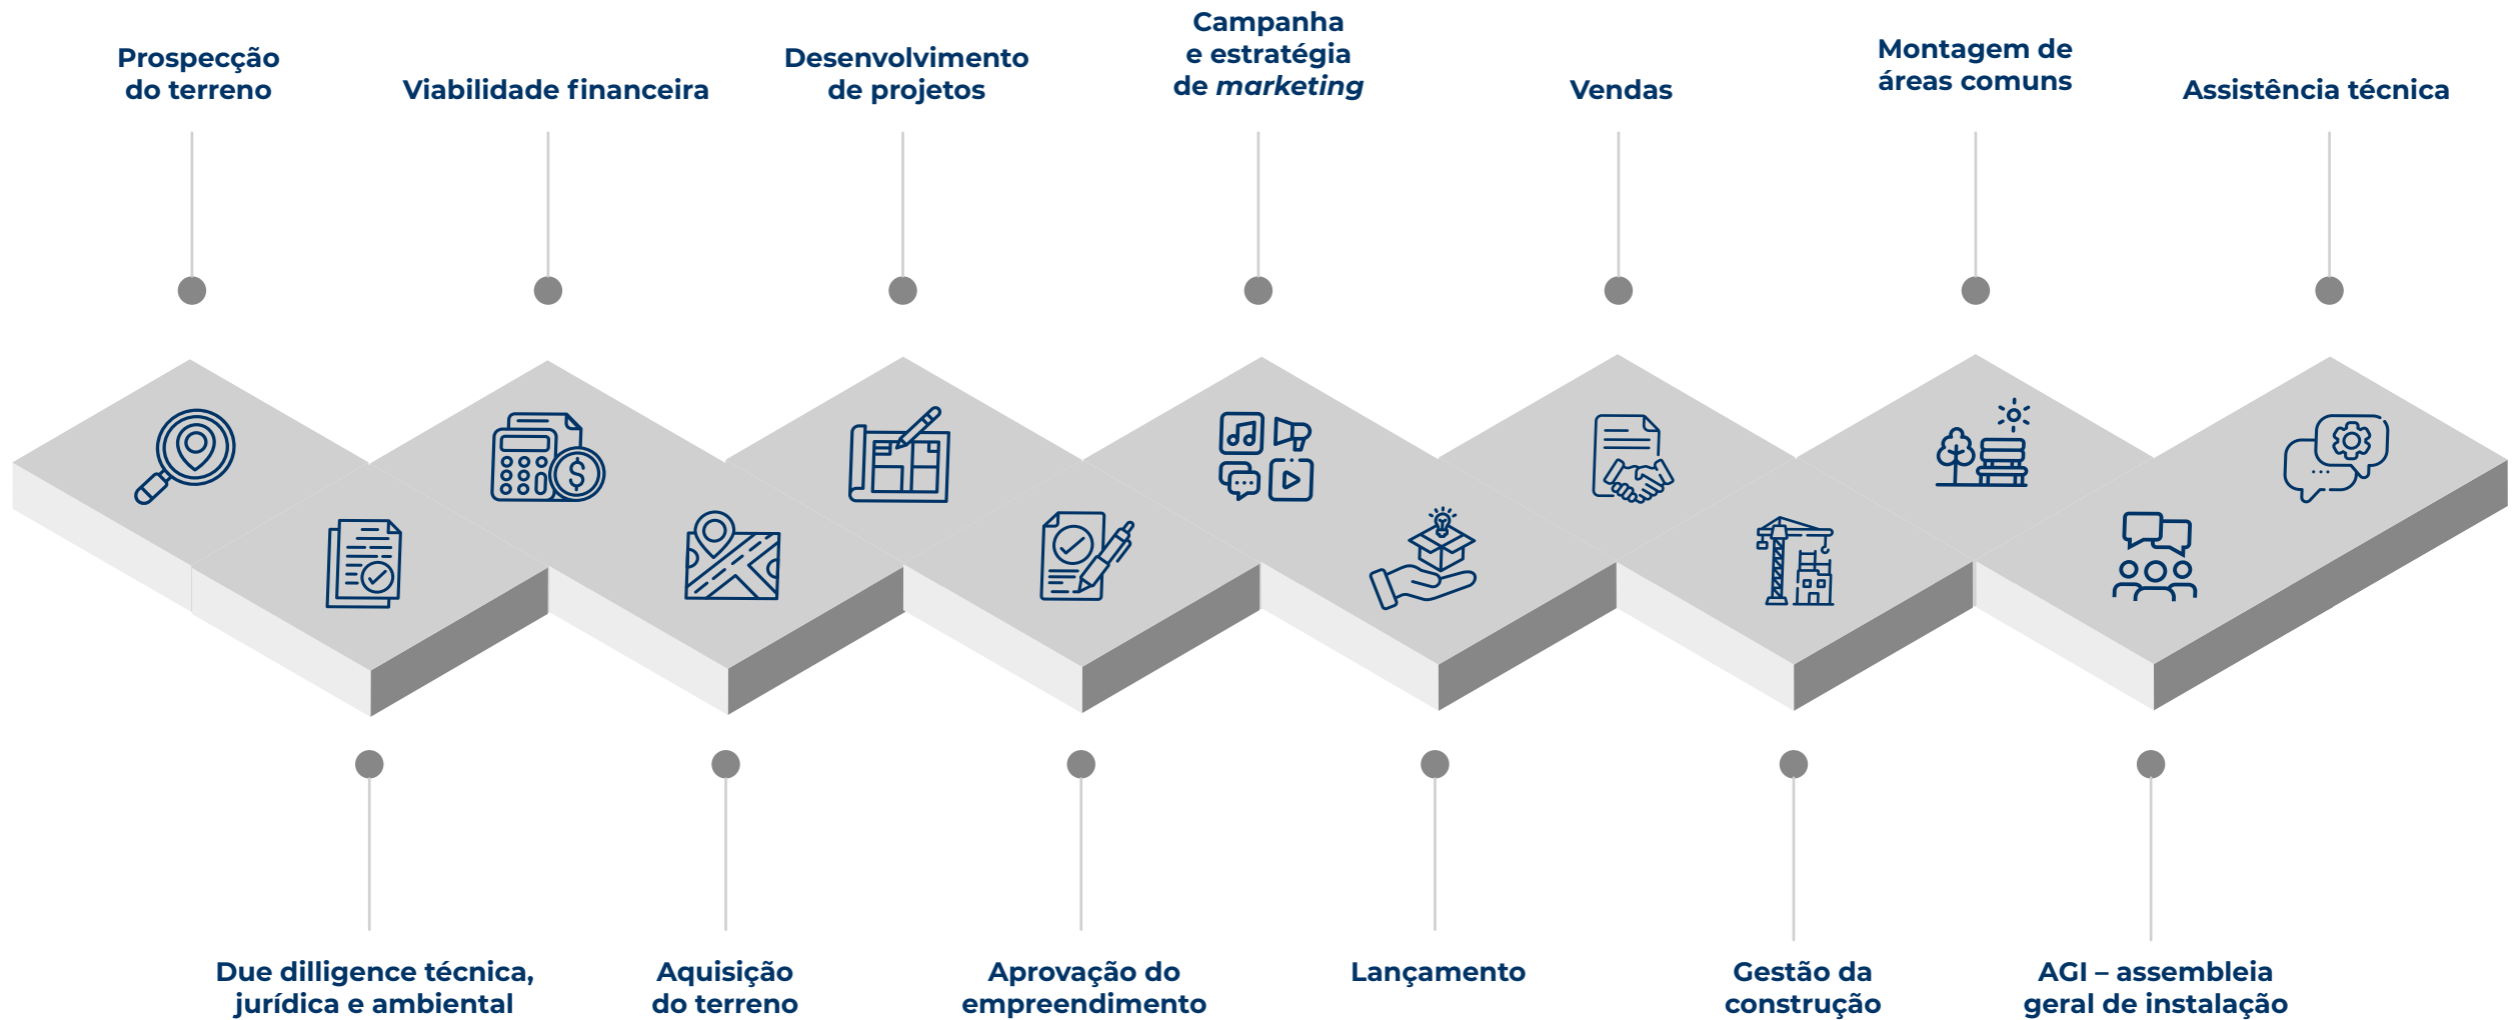 Prospecção
do terreno
Viabilidade financeira
Desenvolvimento
de projetos
Campanha
e estratégia
de marketing
Vendas
Montagem de
áreas comuns
Assistência técnica
Due dilligence técnica,
jurídica e ambiental
Aquisição
do terreno
Aprovação do
empreendimento
Lançamento
Gestão da
construção
AGI – assembleia
geral de instalação